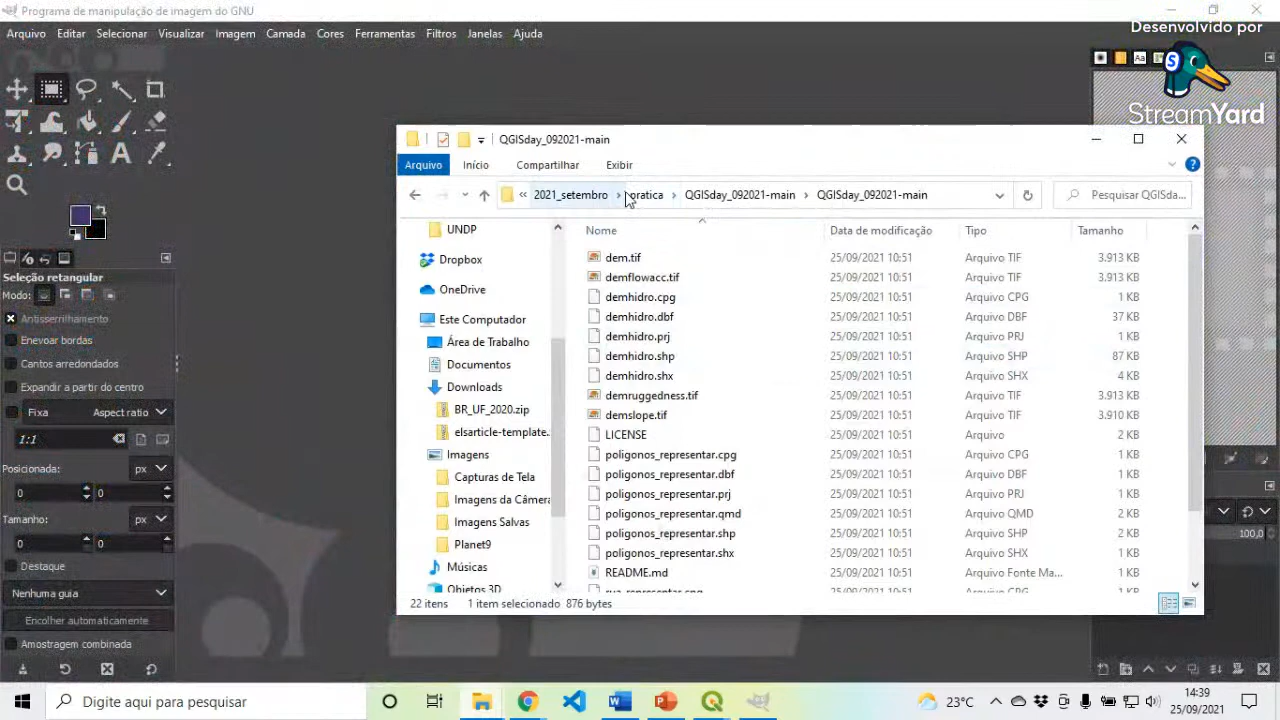 Programa de manipulação de imagem do GNU
Desenvolvido por
StreamYard
Arquivo Editar Selecionar Visualizar Imagem Camada Cores Ferramentas Filtros Janelas Ajuda
Seleção retangular
Modo:
Antisserrilhamento
Enevoar bordas
Cantos arredondados
Expandir a partir do centro
Fixa Aspect ratio
1:1
Posicionada: px
0 0
Tamanho: px
0 0
Destaque
Nenhuma guia
Encolher automaticamente
Amostragem combinada
QGISday_092021-main
Arquivo Início Compartilhar Exibir
« 2021_setembro › pratica › QGISday_092021-main › QGISday_092021-main
Pesquisar QGISda...
UNDP
Dropbox
OneDrive
Este Computador
Área de Trabalho
Documentos
Downloads
BR_UF_2020.zip
elsarticle-template.
Imagens
Capturas de Tela
Imagens da Câmera
Imagens Salvas
Planet9
Músicas
Objetos 3D
Nome Data de modificação Tipo Tamanho
dem.tif 25/09/2021 10:51 Arquivo TIF 3.913 KB
demflowacc.tif 25/09/2021 10:51 Arquivo TIF 3.913 KB
demhidro.cpg 25/09/2021 10:51 Arquivo CPG 1 KB
demhidro.dbf 25/09/2021 10:51 Arquivo DBF 37 KB
demhidro.prj 25/09/2021 10:51 Arquivo PRJ 1 KB
demhidro.shp 25/09/2021 10:51 Arquivo SHP 87 KB
demhidro.shx 25/09/2021 10:51 Arquivo SHX 4 KB
demruggedness.tif 25/09/2021 10:51 Arquivo TIF 3.913 KB
demslope.tif 25/09/2021 10:51 Arquivo TIF 3.910 KB
LICENSE 25/09/2021 10:51 Arquivo 2 KB
poligonos_representar.cpg 25/09/2021 10:51 Arquivo CPG 1 KB
poligonos_representar.dbf 25/09/2021 10:51 Arquivo DBF 1 KB
poligonos_representar.prj 25/09/2021 10:51 Arquivo PRJ 1 KB
poligonos_representar.qmd 25/09/2021 10:51 Arquivo QMD 2 KB
poligonos_representar.shp 25/09/2021 10:51 Arquivo SHP 2 KB
poligonos_representar.shx 25/09/2021 10:51 Arquivo SHX 1 KB
README.md 25/09/2021 10:51 Arquivo Fonte Ma... 1 KB
rua_representar.cpg 25/09/2021 10:51 Arquivo CPG 1 KB
22 itens 1 item selecionado 876 bytes
100,0
Digite aqui para pesquisar
23°C
14:39
25/09/2021